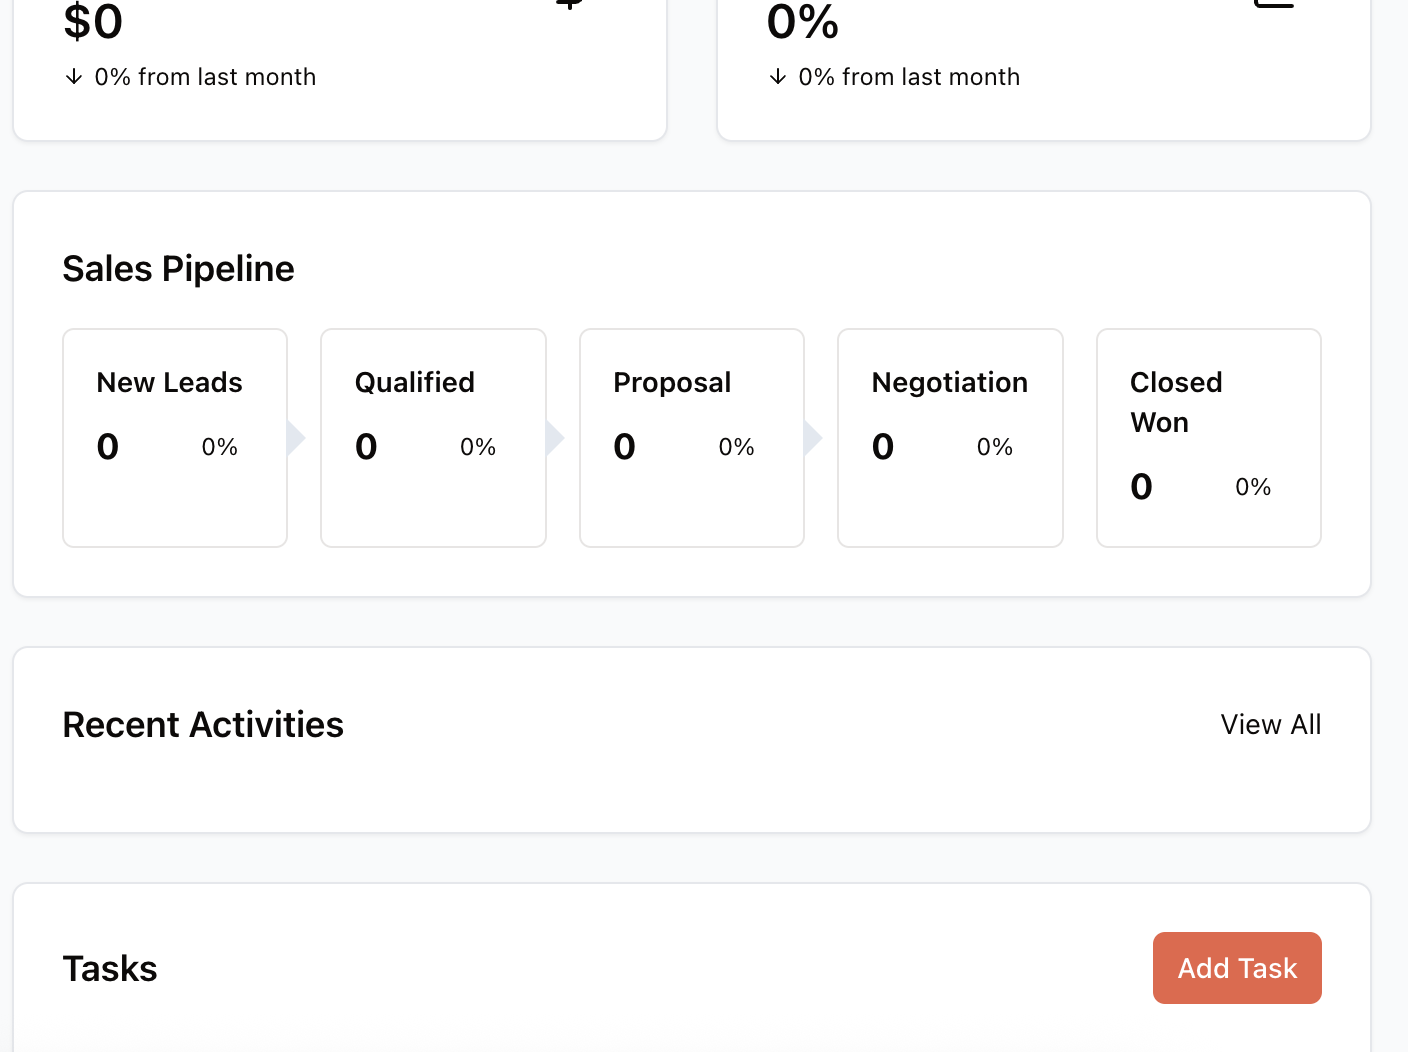 $0
0%
↓ 0% from last month
↓ 0% from last month
Sales Pipeline
New Leads
0 0%
Qualified
0 0%
Proposal
0 0%
Negotiation
0 0%
Closed
Won
0 0%
Recent Activities
View All
Tasks
Add Task